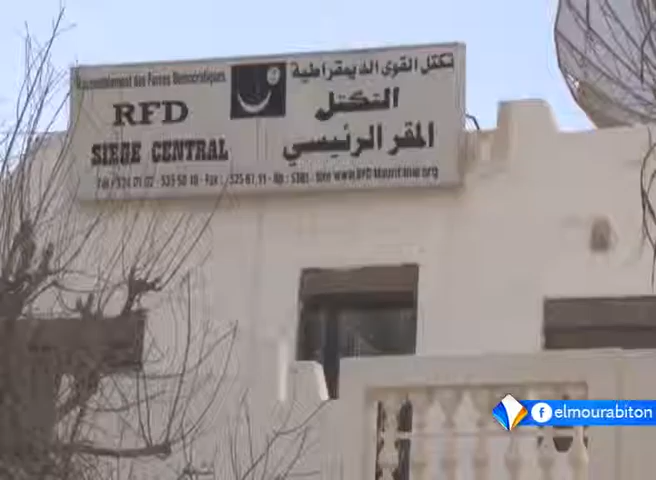 Rassemblement des Forces Démocratiques
RFD
SIEGE CENTRAL
تكتل القوى الديمقراطية
التكتل
المقر الرئيسي
elmourabiton